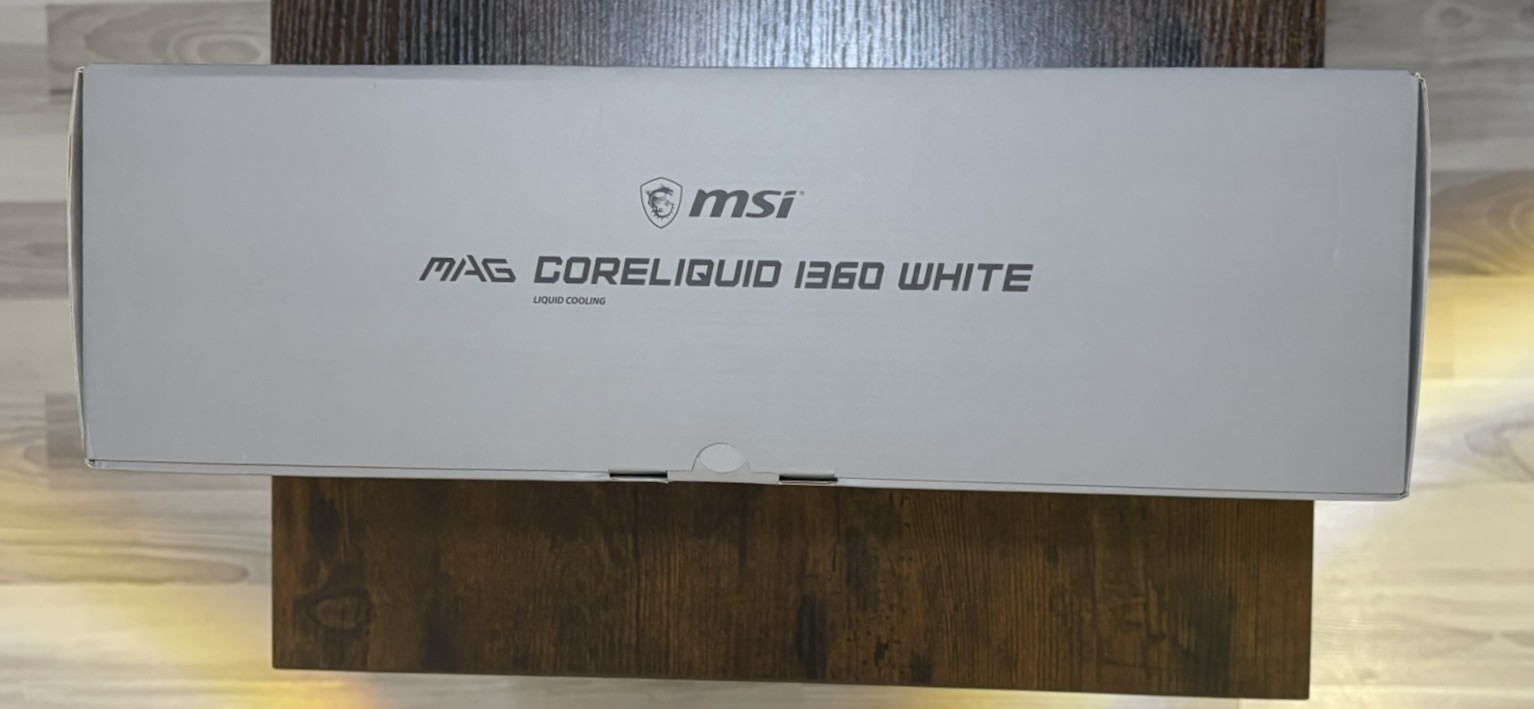 msi
MAG CORELIQUID I360 WHITE
LIQUID COOLING